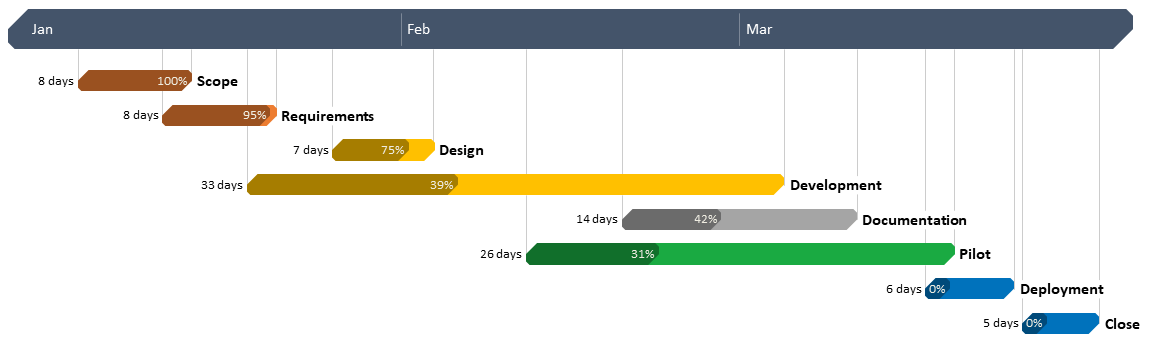 Jan Feb Mar
8 days 100% Scope
8 days 95% Requirements
7 days 75% Design
33 days 39% Development
14 days 42% Documentation
26 days 31% Pilot
6 days 0% Deployment
5 days 0% Close